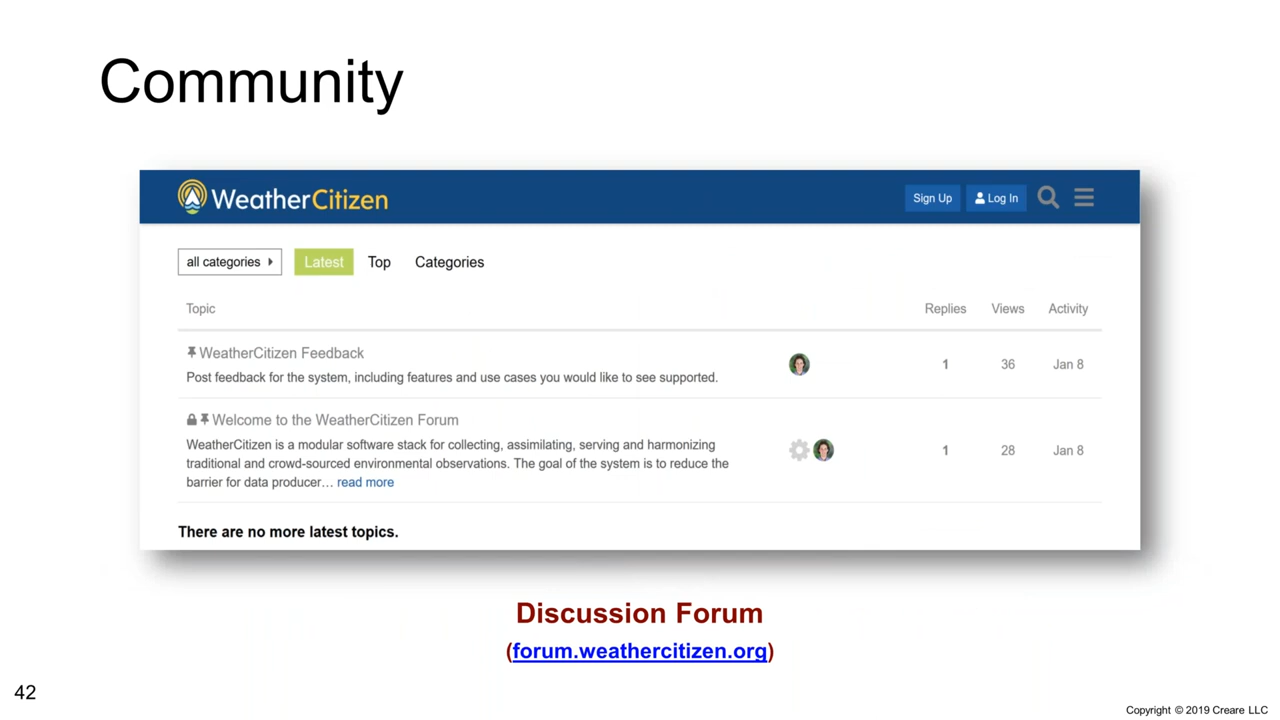 Community
WeatherCitizen
Sign Up
Log In
all categories
Latest
Top
Categories
Topic
Replies
Views
Activity
WeatherCitizen Feedback
Post feedback for the system, including features and use cases you would like to see supported.
1
36
Jan 8
Welcome to the WeatherCitizen Forum
WeatherCitizen is a modular software stack for collecting, assimilating, serving and harmonizing
traditional and crowd-sourced environmental observations. The goal of the system is to reduce the
barrier for data producer… read more
1
28
Jan 8
There are no more latest topics.
Discussion Forum
(forum.weathercitizen.org)
42
Copyright © 2019 Creare LLC